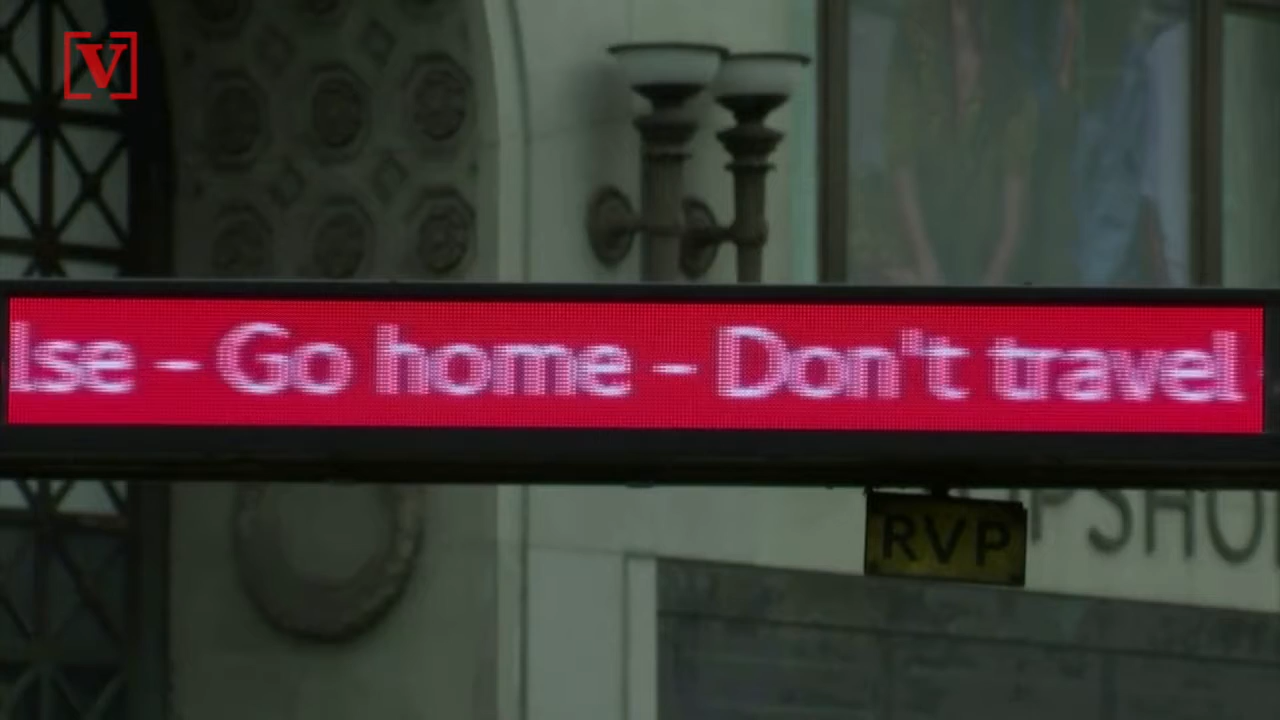 V
lse – Go home – Don't travel
RVP